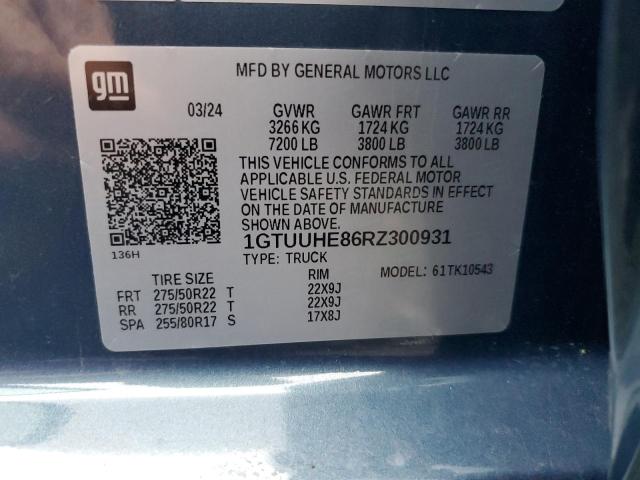 gm
MFD BY GENERAL MOTORS LLC
03/24 GVWR GAWR FRT GAWR RR
3266 KG 1724 KG 1724 KG
7200 LB 3800 LB 3800 LB
THIS VEHICLE CONFORMS TO ALL
APPLICABLE U.S. FEDERAL MOTOR
VEHICLE SAFETY STANDARDS IN EFFECT
ON THE DATE OF MANUFACTURE
SHOWN ABOVE.
1GTUUHE86RZ300931
136H
TYPE: TRUCK MODEL: 61TK10543
TIRE SIZE RIM
FRT 275/50R22 T 22X9J
RR 275/50R22 T 22X9J
SPA 255/80R17 S 17X8J